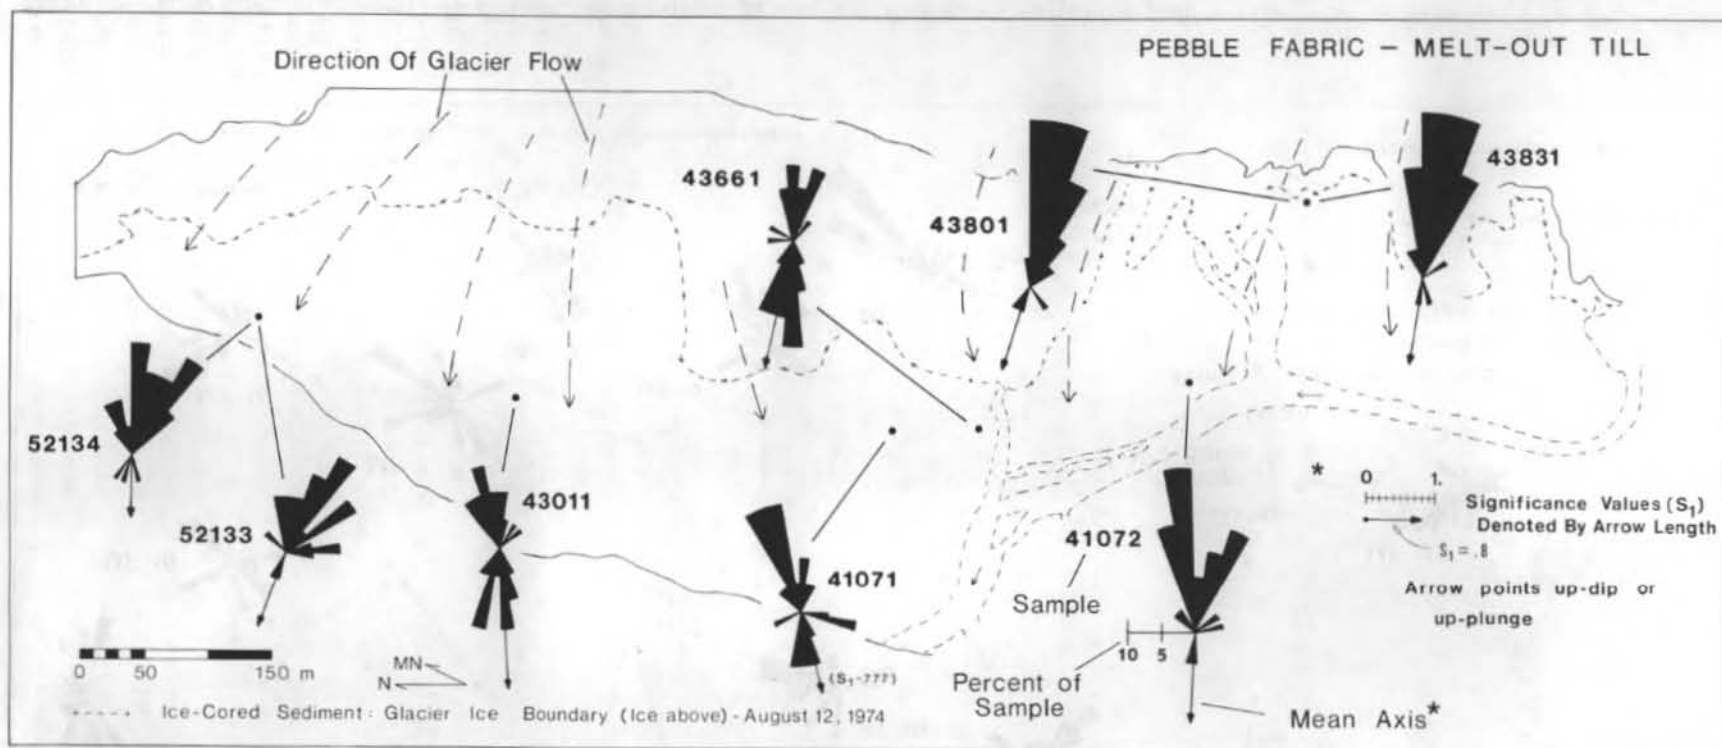 PEBBLE FABRIC – MELT-OUT TILL
Direction Of Glacier Flow
43661
43801
43831
52134
52133
43011
41071
(S₁-.777)
41072
Sample
10 5
Percent of
Sample
Mean Axis*
*
0 1.
Significance Values (S₁)
Denoted By Arrow Length
S₁ = .8
Arrow points up-dip or
up-plunge
0 50 150 m
MN
N
Ice-Cored Sediment : Glacier Ice Boundary (Ice above) - August 12, 1974